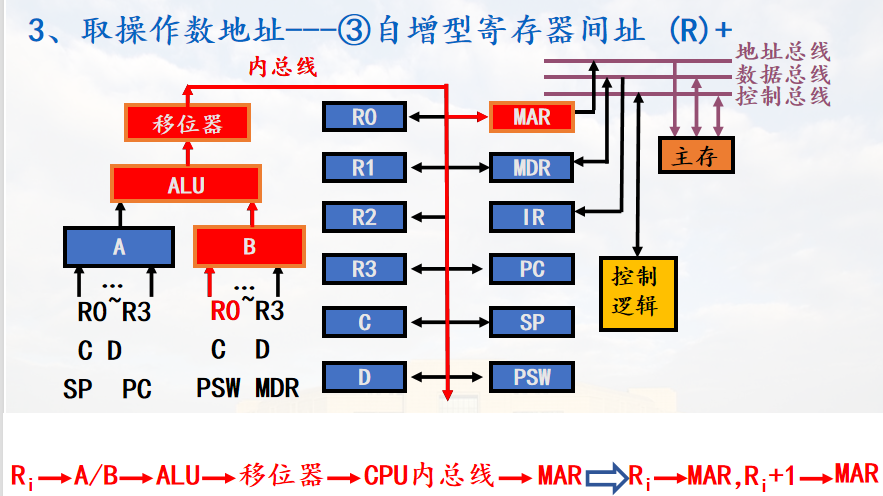 3、取操作数地址---③自增型寄存器间址 (R)+
内总线
地址总线
数据总线
控制总线
移位器
R0
MAR
主存
ALU
R1
MDR
R2
IR
A
B
R3
PC
控制
逻辑
...
...
R0~R3
R0~R3
C
SP
C D
C D
D
PSW
SP PC
PSW MDR
Ri→A/B→ALU→移位器→CPU内总线→MAR⇨Ri→MAR,Ri+1→MAR